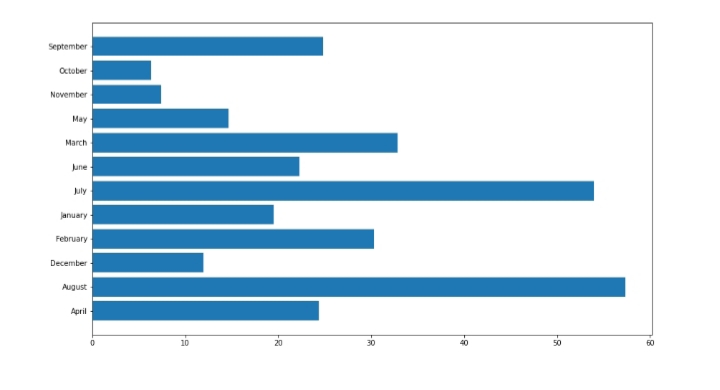 September
October
November
May
March
June
July
January
February
December
August
April
0 10 20 30 40 50 60